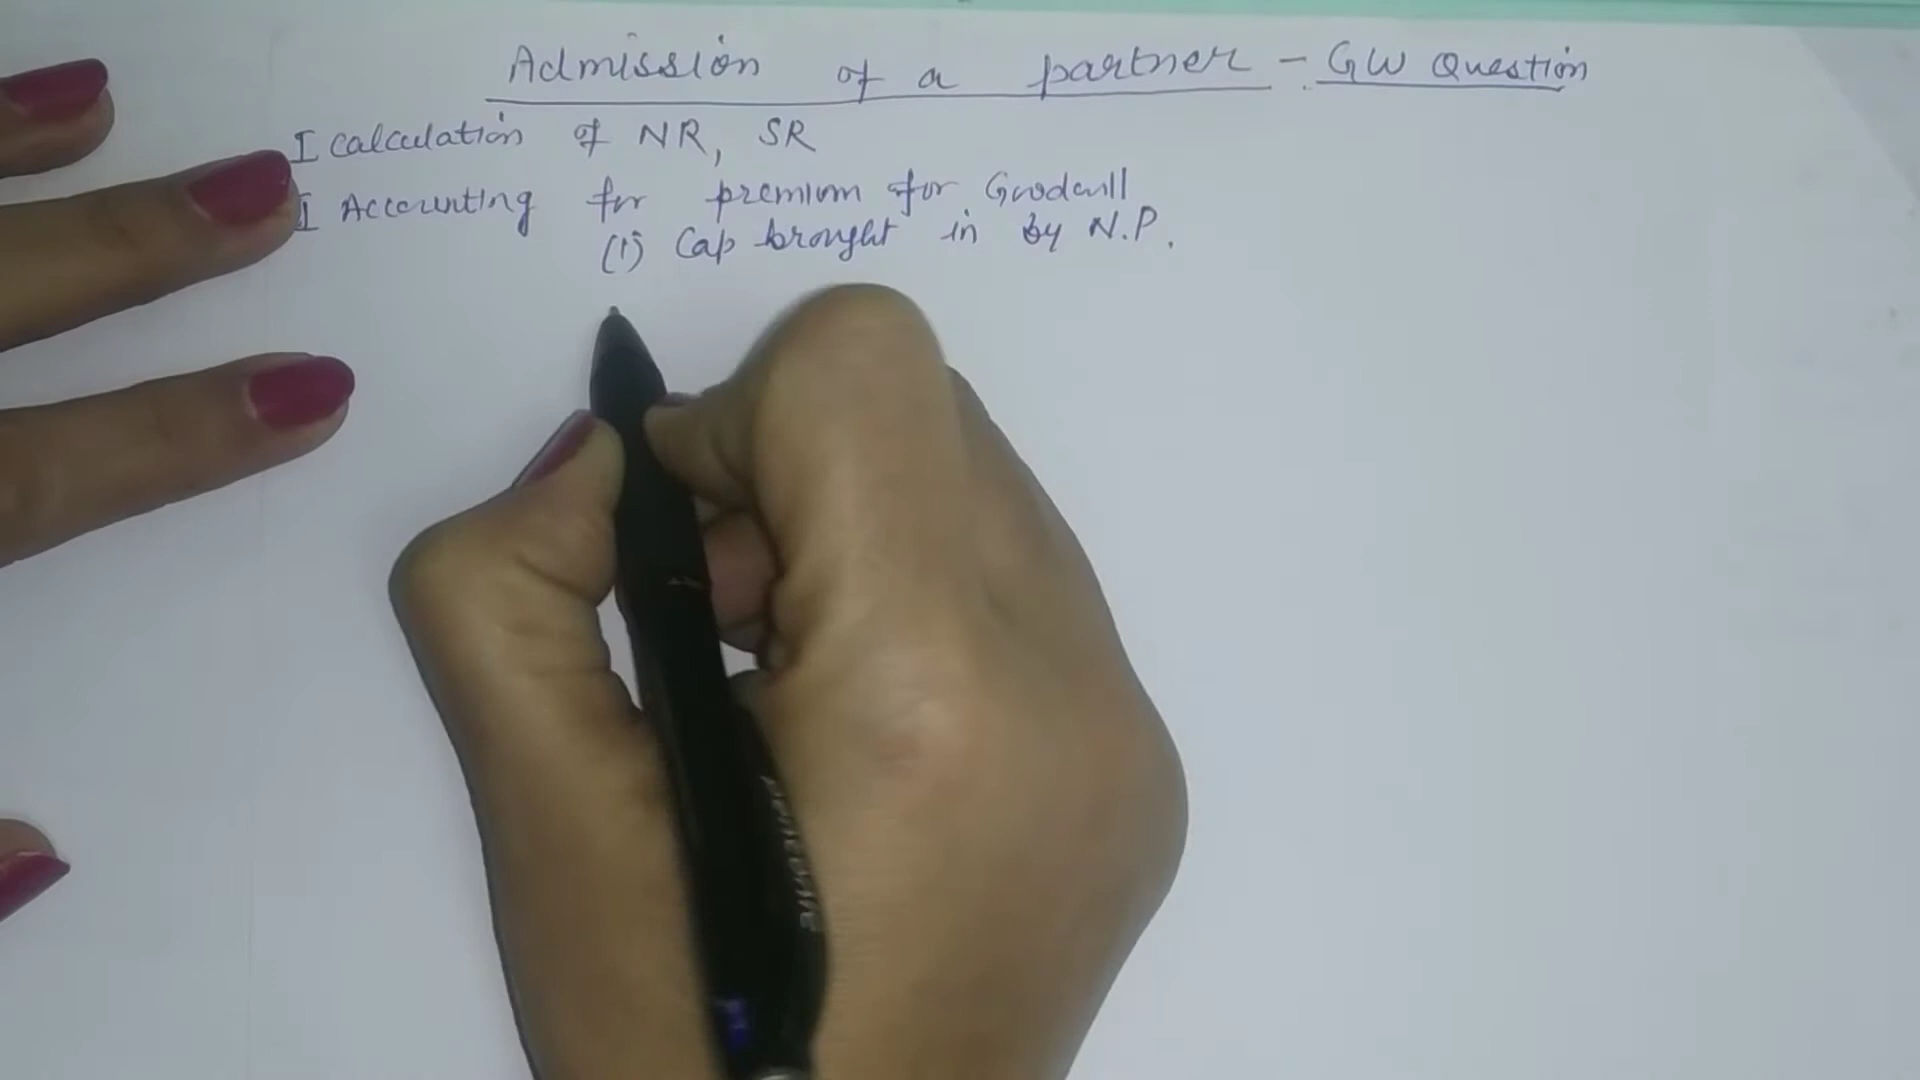 Admission of a partner - GW Question
I calculation of NR, SR
I Accounting for premium for Goodwill
(1) Cap brought in by N.P.